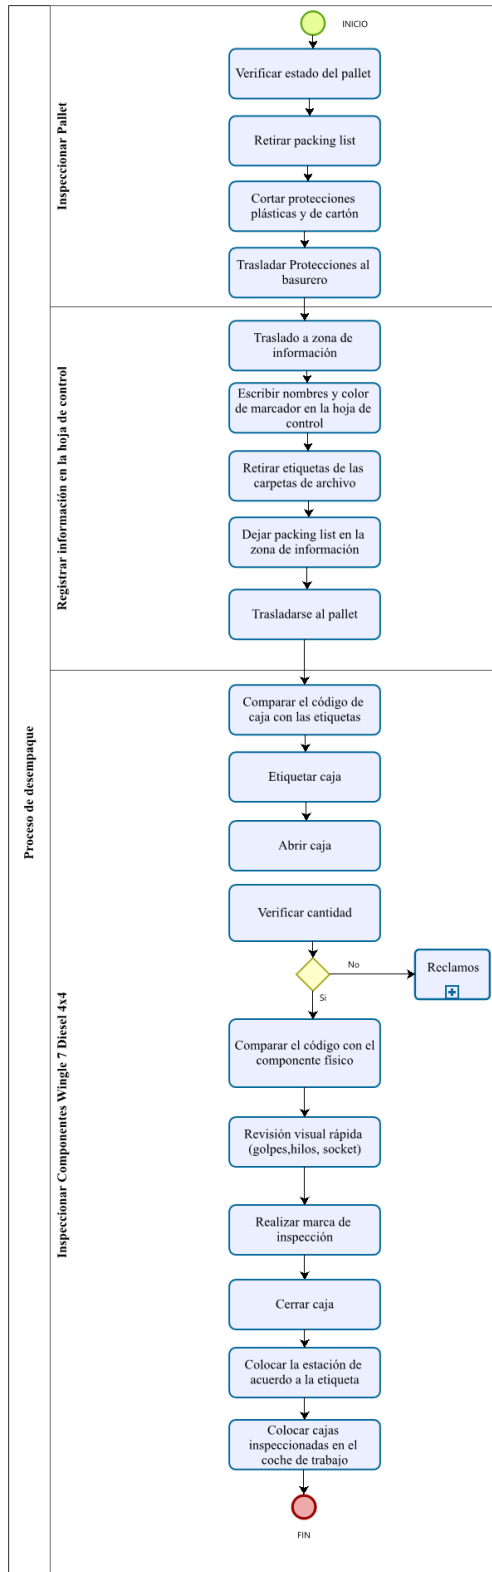 Proceso de desempaque
Inspeccionar Pallet
INICIO
Verificar estado del pallet
Retirar packing list
Cortar protecciones
plásticas y de cartón
Trasladar Protecciones al
basurero
Registrar información en la hoja de control
Traslado a zona de
información
Escribir nombres y color
de marcador en la hoja de
control
Retirar etiquetas de las
carpetas de archivo
Dejar packing list en la
zona de información
Trasladarse al pallet
Inspeccionar Componentes Wingle 7 Diesel 4x4
Comparar el código de
caja con las etiquetas
Etiquetar caja
Abrir caja
Verificar cantidad
No
Reclamos
Si
Comparar el código con el
componente físico
Revisión visual rápida
(golpes,hilos, socket)
Realizar marca de
inspección
Cerrar caja
Colocar la estación de
acuerdo a la etiqueta
Colocar cajas
inspeccionadas en el
coche de trabajo
FIN